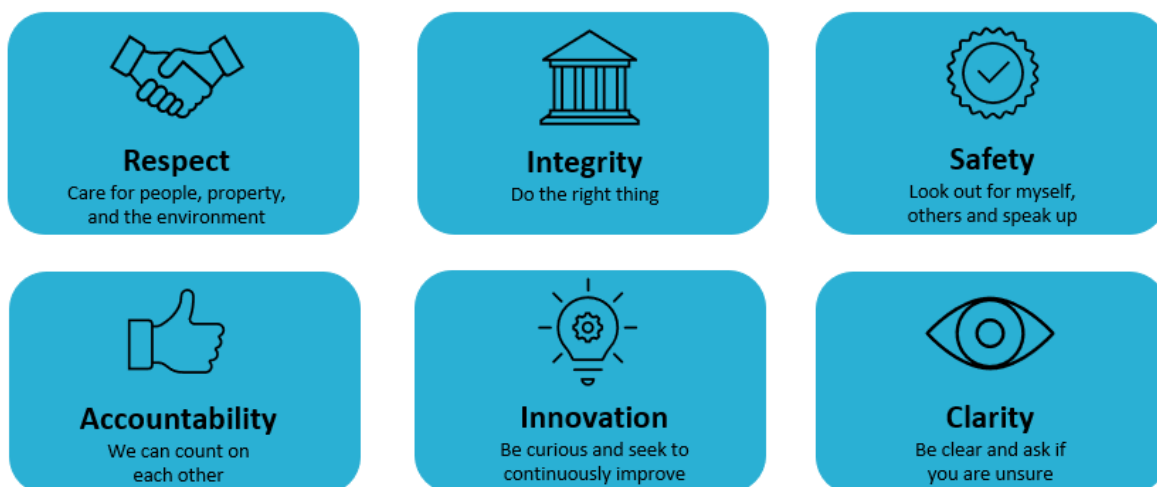 Respect
Care for people, property,
and the environment
Integrity
Do the right thing
Safety
Look out for myself,
others and speak up
Accountability
We can count on
each other
Innovation
Be curious and seek to
continuously improve
Clarity
Be clear and ask if
you are unsure